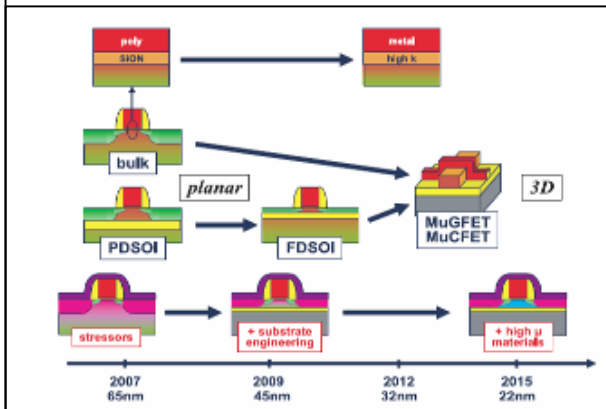 poly
SiON
metal
high k
bulk
planar
3D
PDSOI
FDSOI
MuGFET
MuCFET
stressors
+ substrate
engineering
+ high µ
materials
2007
65nm
2009
45nm
2012
32nm
2015
22nm